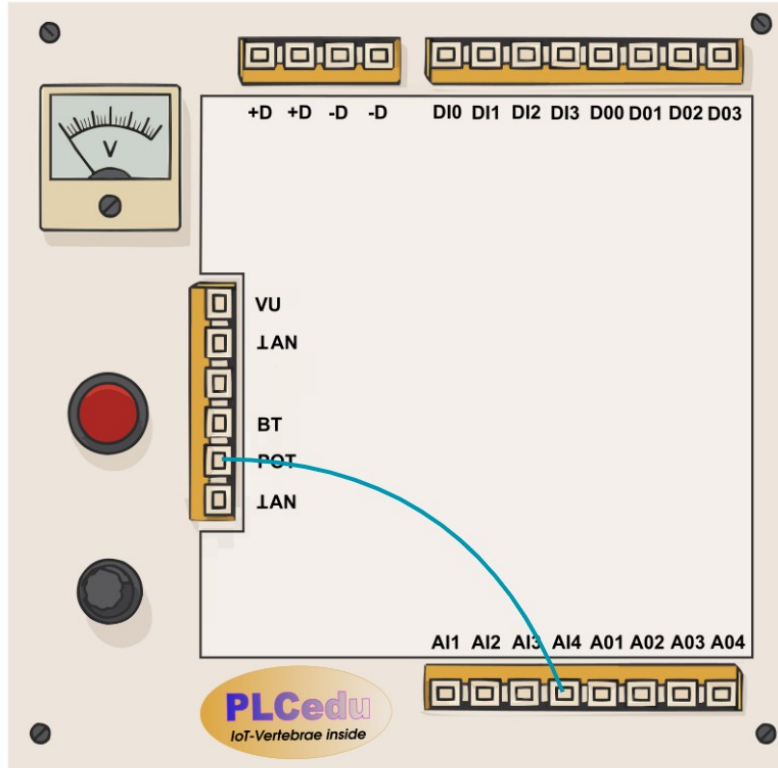 +D +D -D -D
DI0 DI1 DI2 DI3 D00 D01 D02 D03
V
VU
⊥AN
BT
POT
⊥AN
AI1 AI2 AI3 AI4 A01 A02 A03 A04
PLCedu
IoT-Vertebrae inside